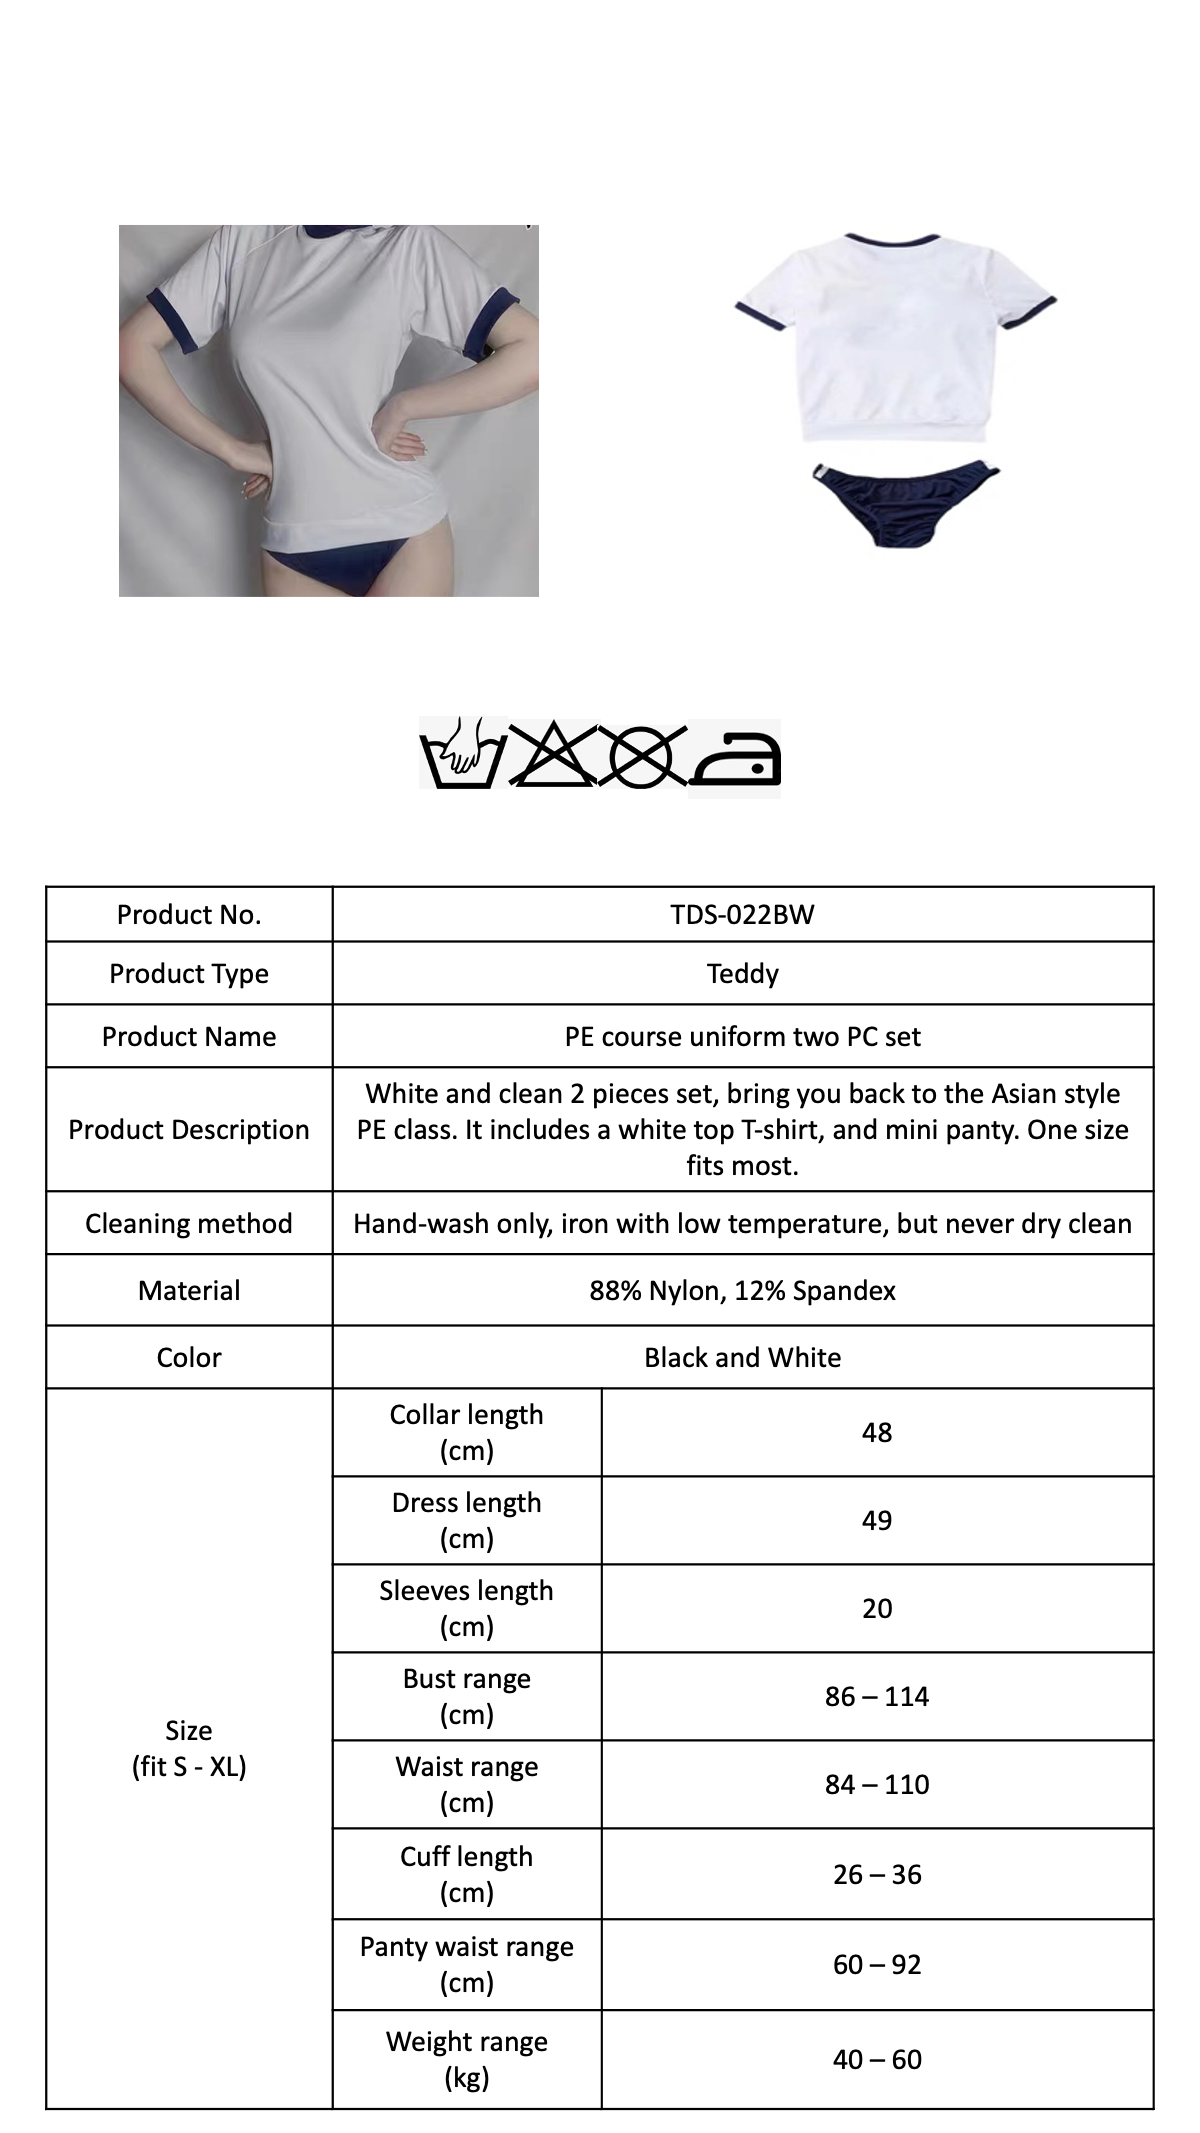 Product No.
TDS-022BW
Product Type
Teddy
Product Name
PE course uniform two PC set
Product Description
White and clean 2 pieces set, bring you back to the Asian style
PE class. It includes a white top T-shirt, and mini panty. One size
fits most.
Cleaning method
Hand-wash only, iron with low temperature, but never dry clean
Material
88% Nylon, 12% Spandex
Color
Black and White
Size
(fit S - XL)
Collar length
(cm)
48
Dress length
(cm)
49
Sleeves length
(cm)
20
Bust range
(cm)
86 – 114
Waist range
(cm)
84 – 110
Cuff length
(cm)
26 – 36
Panty waist range
(cm)
60 – 92
Weight range
(kg)
40 – 60